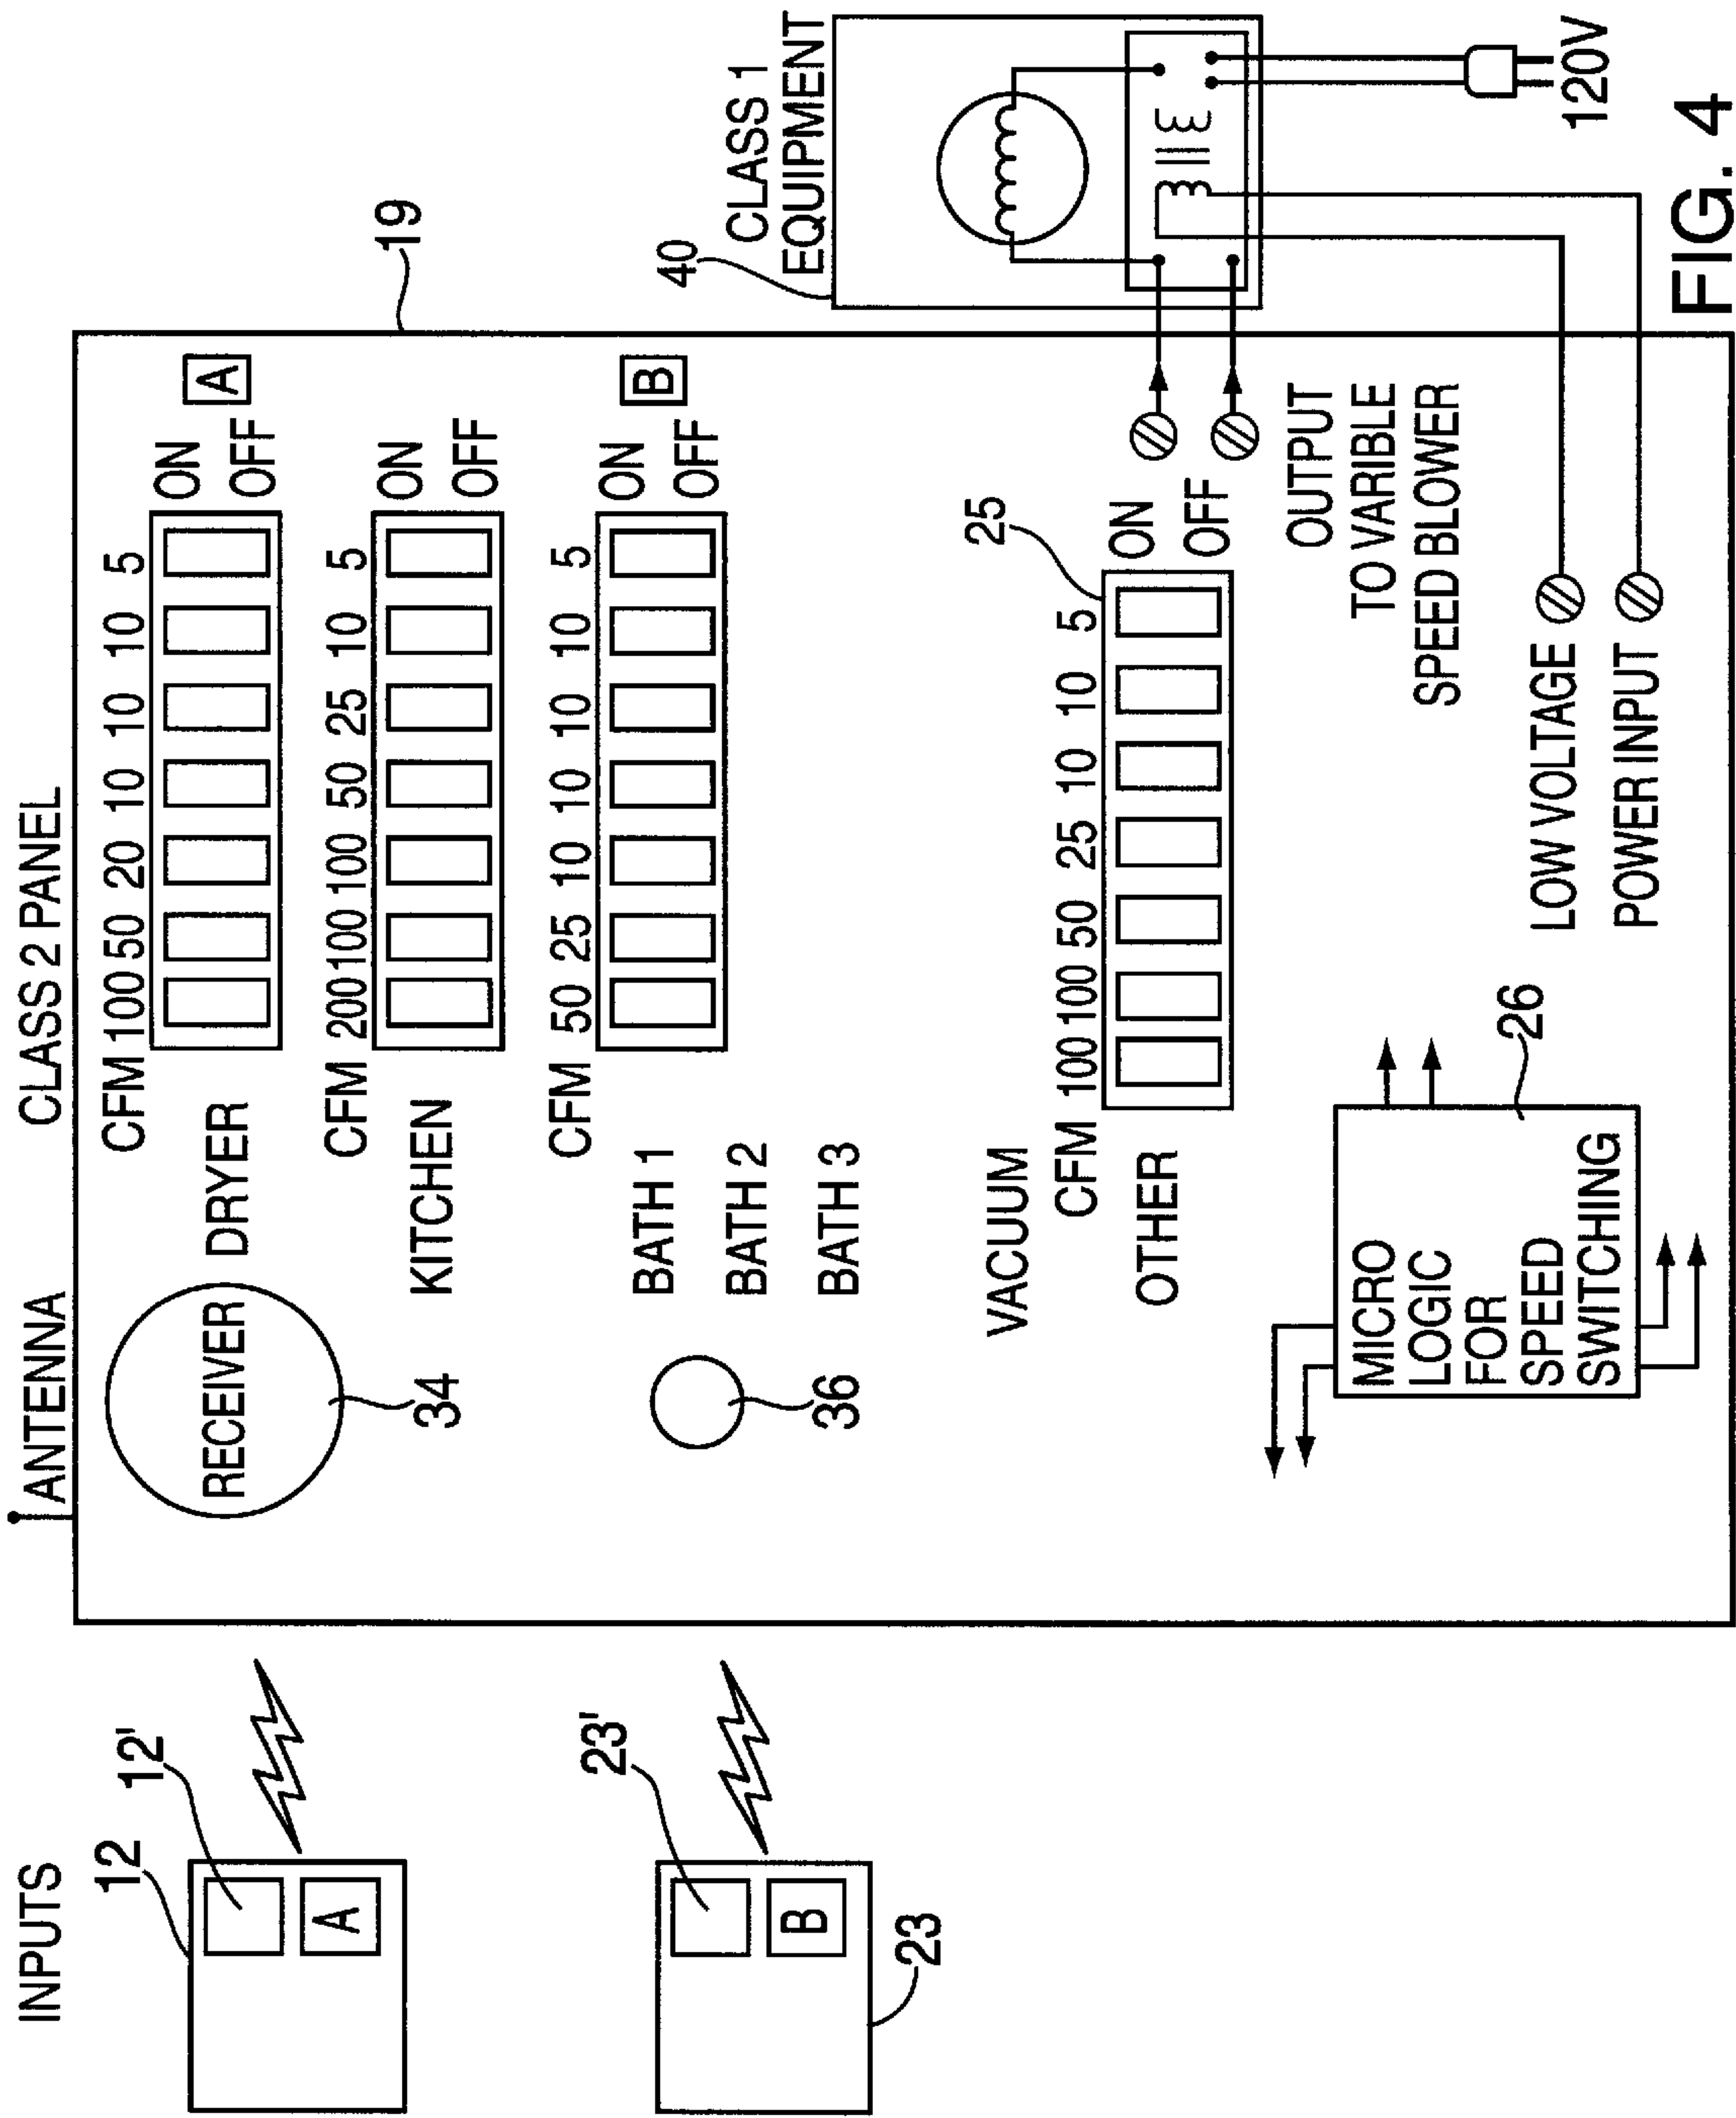 INPUTS
12
12'
A
23'
B
23
ANTENNA
CLASS 2 PANEL
19
RECEIVER
34
DRYER
CFM 100 50 20 10 10 10 5
ON
OFF
A
KITCHEN
CFM 200 100 100 50 25 10 5
ON
OFF
36
BATH 1
BATH 2
BATH 3
CFM 50 25 10 10 10 10 5
ON
OFF
B
VACUUM
OTHER
CFM 100 100 50 25 10 10 5
25
ON
OFF
MICRO
LOGIC
FOR
SPEED
SWITCHING
26
OUTPUT
TO VARIBLE
SPEED BLOWER
LOW VOLTAGE
POWER INPUT
40
CLASS 1
EQUIPMENT
120V
FIG. 4